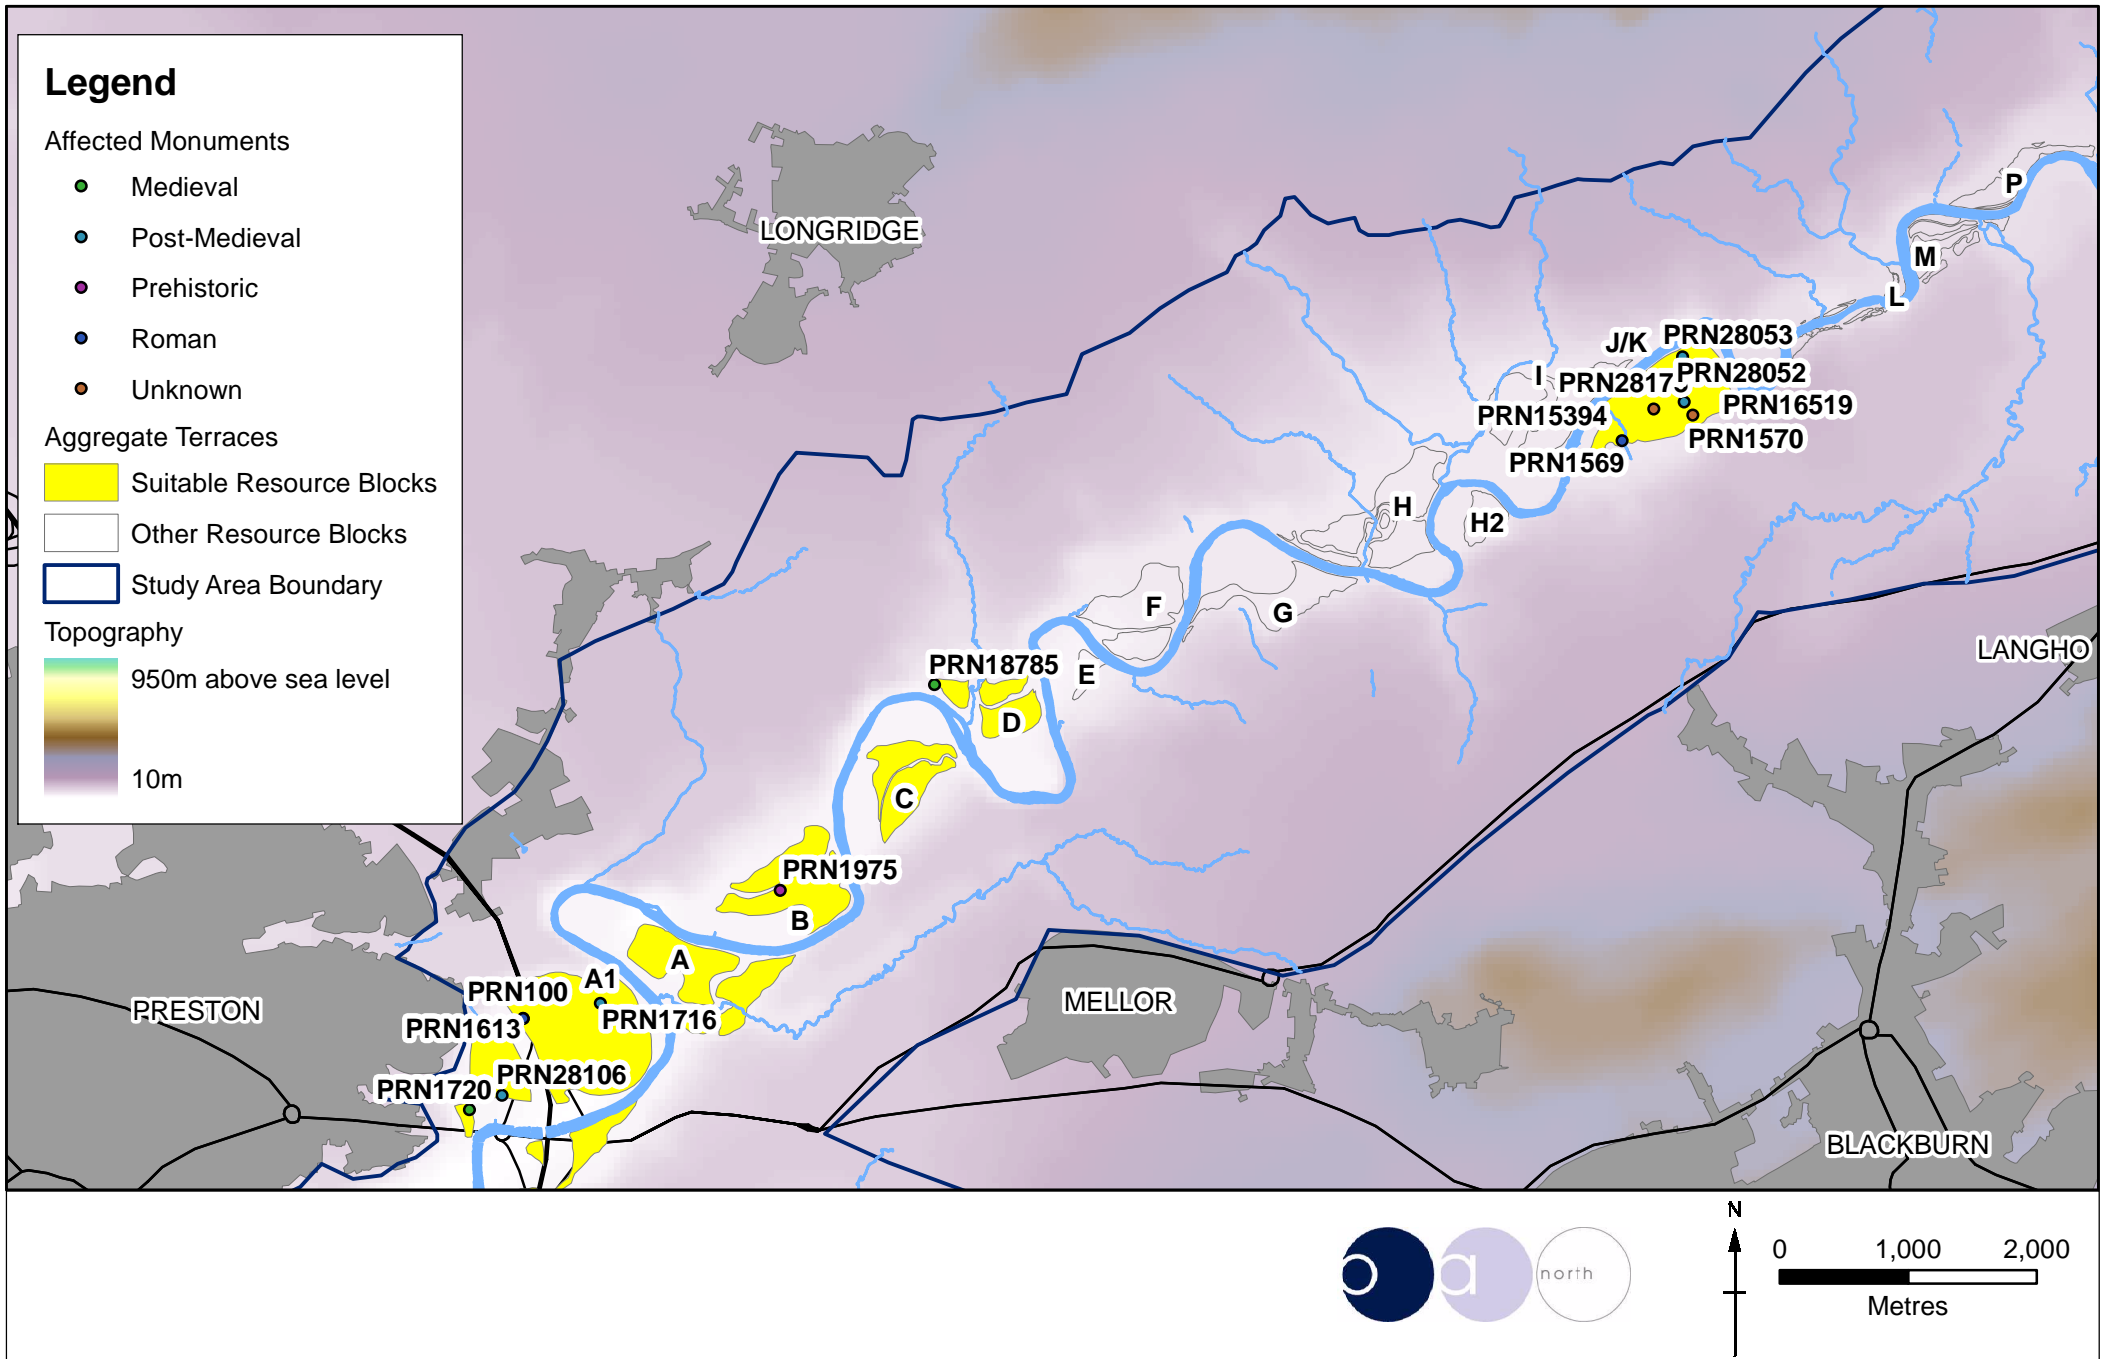 Legend
Affected Monuments
Medieval
Post-Medieval
Prehistoric
Roman
Unknown
Aggregate Terraces
Suitable Resource Blocks
Other Resource Blocks
Study Area Boundary
Topography
950m above sea level
10m
LONGRIDGE
P
M
L
J/K
PRN28053
I
PRN28052
PRN15394
PRN16519
PRN1570
PRN1569
H
H2
F
G
E
LANGHO
PRN18785
D
C
PRN1975
B
A
A1
PRN100
PRN1716
PRN1613
PRN28106
PRN1720
PRESTON
MELLOR
BLACKBURN
oa north
N
0 1,000 2,000
Metres